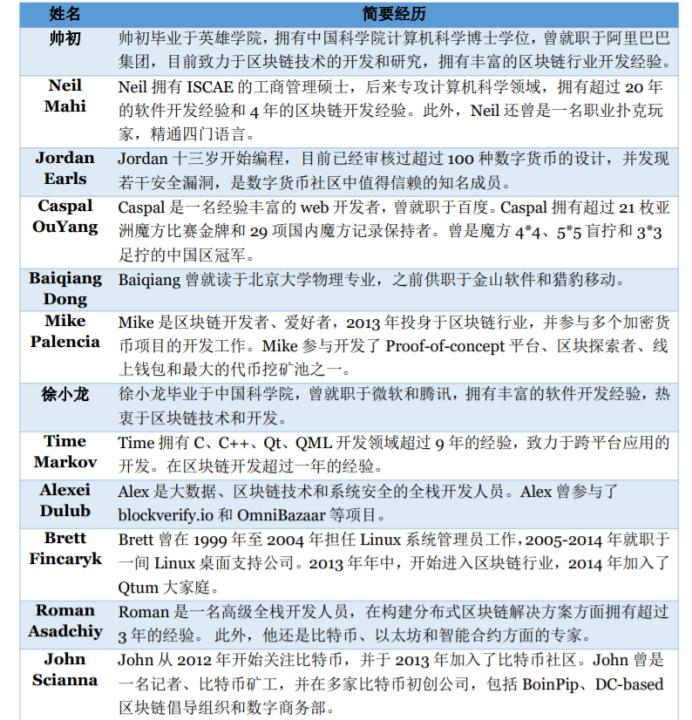 姓名 简要经历
帅初 帅初毕业于英雄学院，拥有中国科学院计算机科学博士学位，曾就职于阿里巴巴
集团，目前致力于区块链技术的开发和研究，拥有丰富的区块链行业开发经验。
Neil Neil 拥有 ISCAE 的工商管理硕士，后来专攻计算机科学领域，拥有超过 20 年
Mahi 的软件开发经验和 4 年的区块链开发经验。此外，Neil 还曾是一名职业扑克玩
家，精通四门语言。
Jordan Jordan 十三岁开始编程，目前已经审核过超过 100 种数字货币的设计，并发现
Earls 若干安全漏洞，是数字货币社区中值得信赖的知名成员。
Caspal Caspal 是一名经验丰富的 web 开发者，曾就职于百度。Caspal 拥有超过 21 枚亚
OuYang 洲魔方比赛金牌和 29 项国内魔方记录保持者。曾是魔方 4*4、5*5 盲拧和 3*3
足拧的中国区冠军。
Baiqiang Baiqiang 曾就读于北京大学物理专业，之前供职于金山软件和猎豹移动。
Dong
Mike Mike 是区块链开发者、爱好者，2013 年投身于区块链行业，并参与多个加密货
Palencia 币项目的开发工作。Mike 参与开发了 Proof-of-concept 平台、区块探索者、线
上钱包和最大的代币挖矿池之一。
徐小龙 徐小龙毕业于中国科学院，曾就职于微软和腾讯，拥有丰富的软件开发经验，热
衷于区块链技术和开发。
Time Time 拥有 C、C++、Qt、QML 开发领域超过 9 年的经验，致力于跨平台应用的
Markov 开发。在区块链开发超过一年的经验。
Alexei Alex 是大数据、区块链技术和系统安全的全栈开发人员。Alex 曾参与了
Dulub blockverify.io 和 OmniBazaar 等项目。
Brett Brett 曾在 1999 年至 2004 年担任 Linux 系统管理员工作，2005-2014 年就职于
Fincaryk 一间 Linux 桌面支持公司。2013 年年中，开始进入区块链行业，2014 年加入了
Qtum 大家庭。
Roman Roman 是一名高级全栈开发人员，在构建分布式区块链解决方案方面拥有超过
Asadchiy 3 年的经验。 此外，他还是比特币、以太坊和智能合约方面的专家。
John John 从 2012 年开始关注比特币，并于 2013 年加入了比特币社区。John 曾是
Scianna 一名记者、比特币矿工，并在多家比特币初创公司，包括 BoinPip、DC-based
区块链倡导组织和数字商务部。